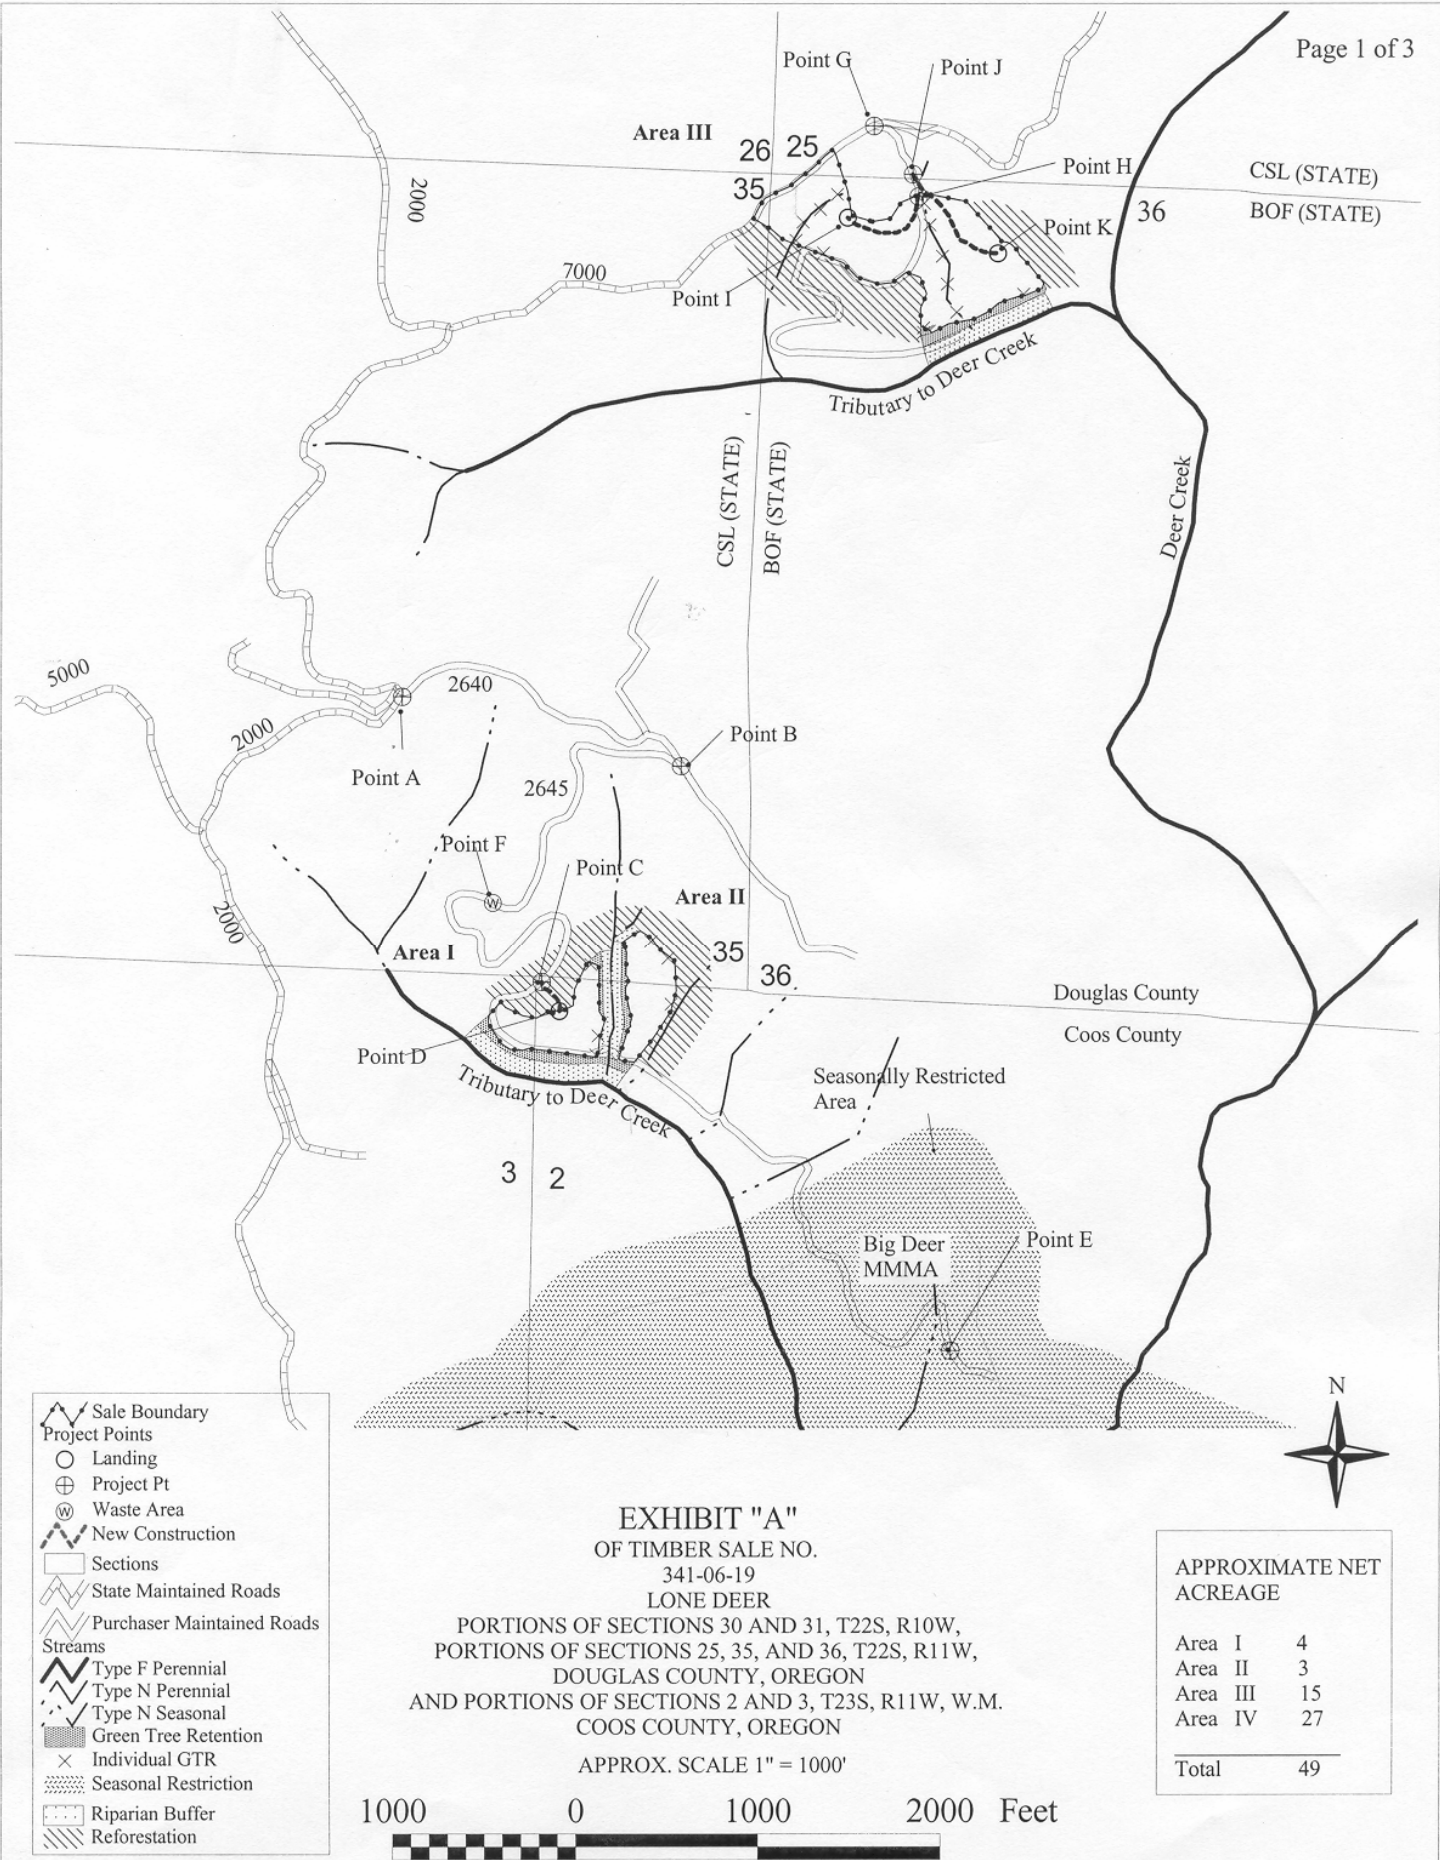 Page 1 of 3
Point G
Point J
Area III
26 25
35
Point H
CSL (STATE)
BOF (STATE)
36
2000
Point K
7000
Point I
Tributary to Deer Creek
CSL (STATE)
BOF (STATE)
Deer Creek
5000
2640
2000
Point B
Point A
2645
Point F
Point C
Area II
2000
Area I
35
36
Douglas County
Coos County
Point D
Tributary to Deer Creek
Seasonally Restricted
Area
3 2
Big Deer
MMMA
Point E
N
Sale Boundary
Project Points
Landing
Project Pt
W Waste Area
New Construction
Sections
State Maintained Roads
Purchaser Maintained Roads
Streams
Type F Perennial
Type N Perennial
Type N Seasonal
Green Tree Retention
Individual GTR
Seasonal Restriction
Riparian Buffer
Reforestation
EXHIBIT "A"
OF TIMBER SALE NO.
341-06-19
LONE DEER
PORTIONS OF SECTIONS 30 AND 31, T22S, R10W,
PORTIONS OF SECTIONS 25, 35, AND 36, T22S, R11W,
DOUGLAS COUNTY, OREGON
AND PORTIONS OF SECTIONS 2 AND 3, T23S, R11W, W.M.
COOS COUNTY, OREGON
APPROX. SCALE 1" = 1000'
1000 0 1000 2000 Feet
APPROXIMATE NET
ACREAGE
Area I 4
Area II 3
Area III 15
Area IV 27
Total 49